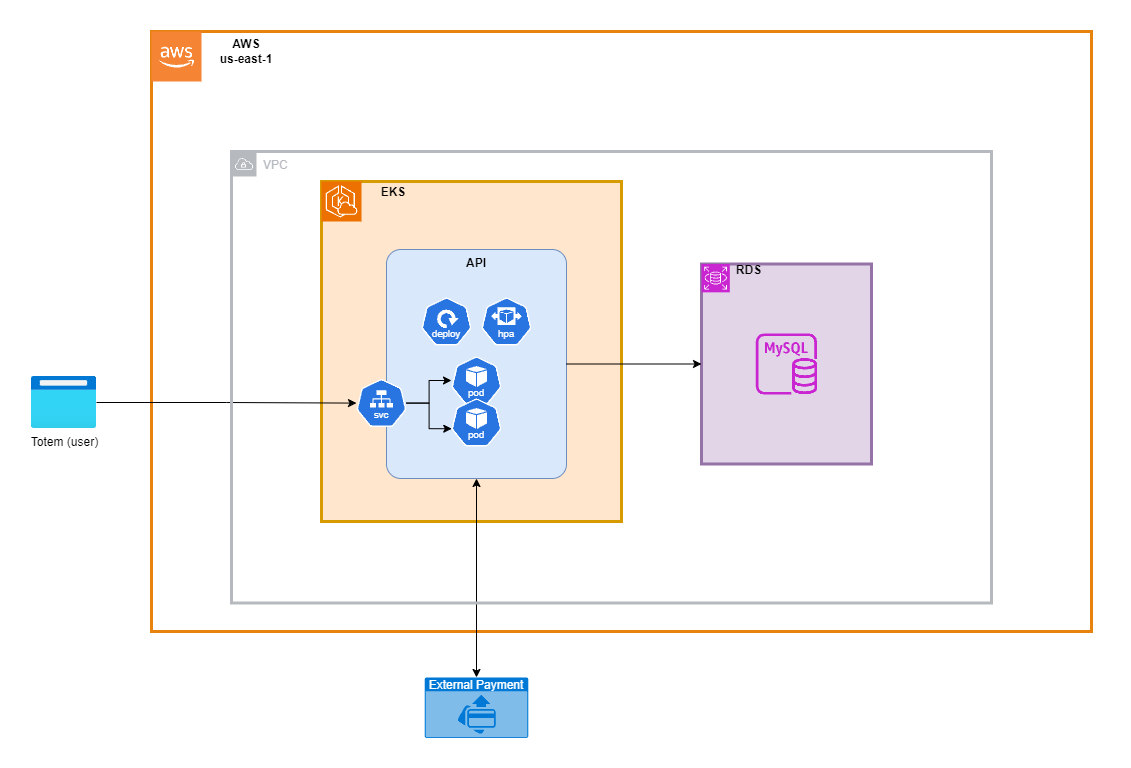 aws
AWS
us-east-1
VPC
EKS
API
RDS
deploy
hpa
MySQL
pod
svc
pod
Totem (user)
External Payment